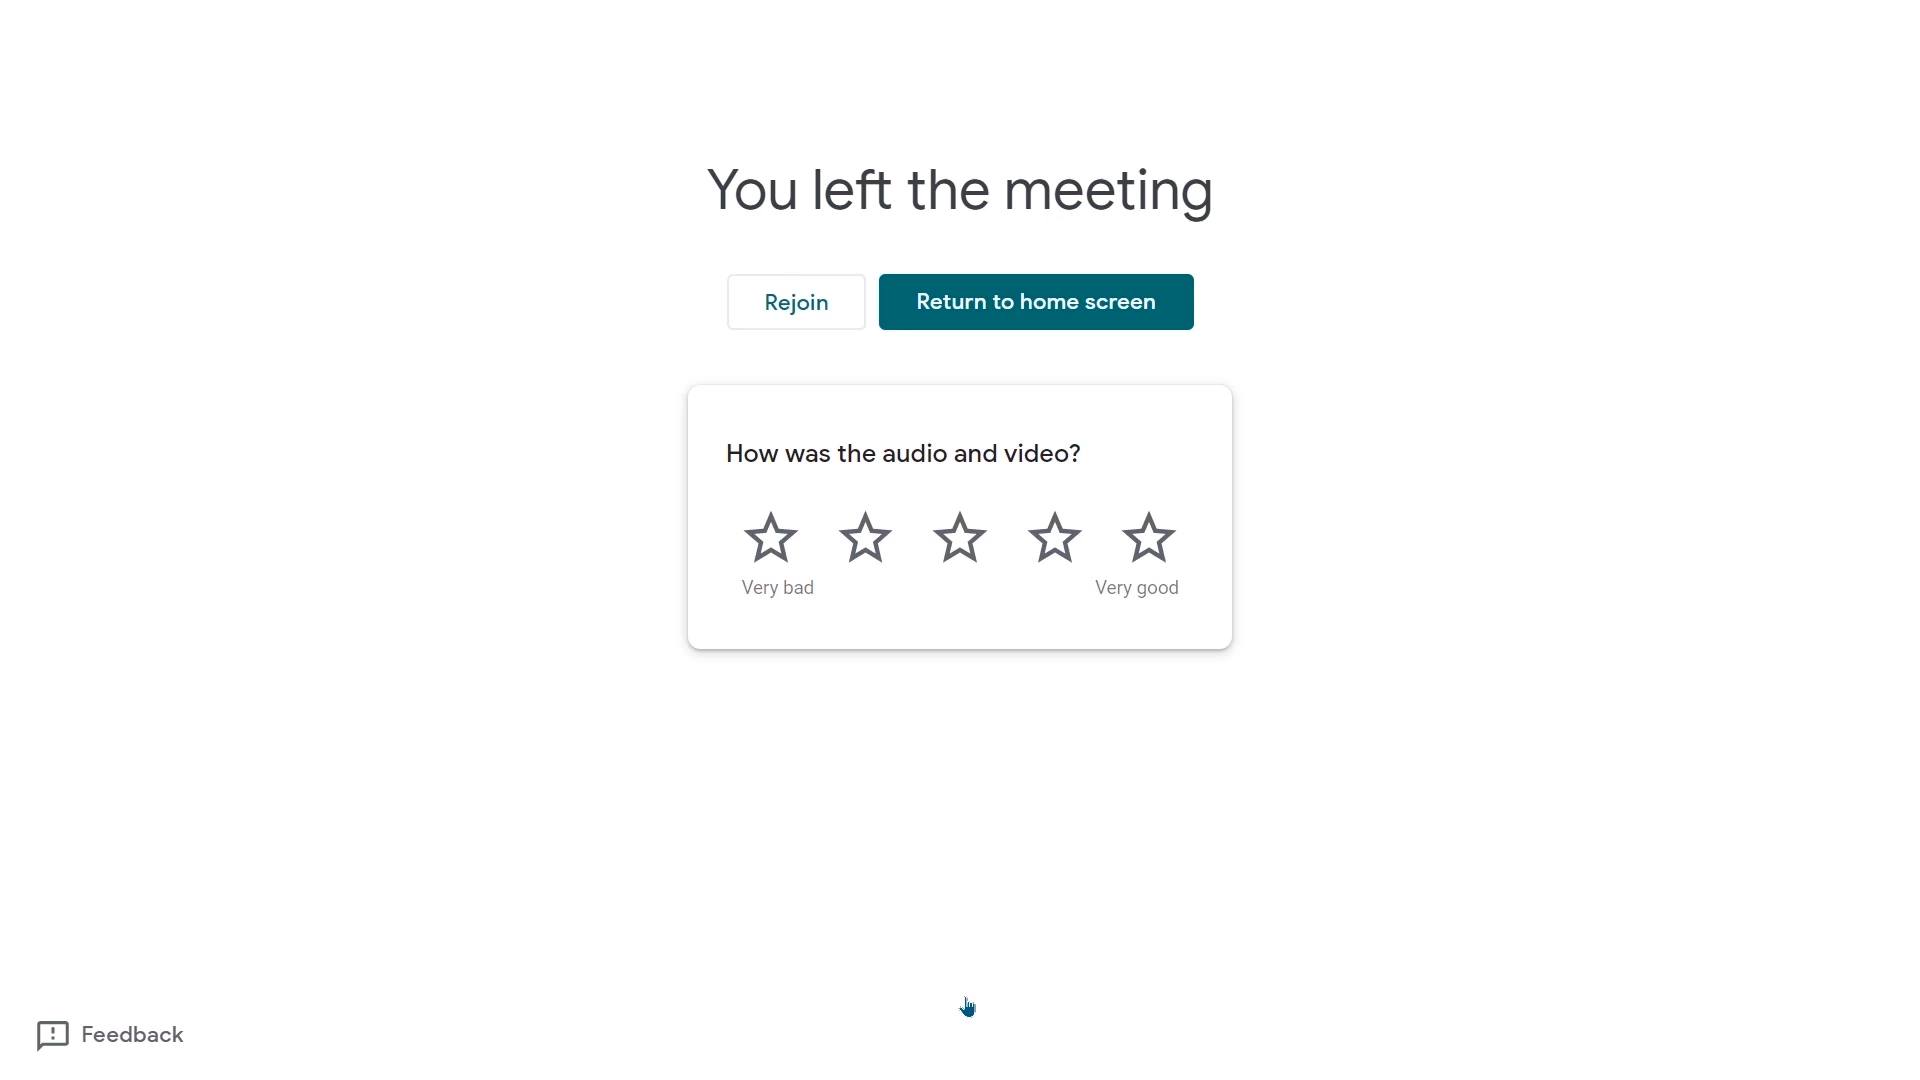 You left the meeting
Rejoin
Return to home screen
How was the audio and video?
Very bad
Very good
Feedback